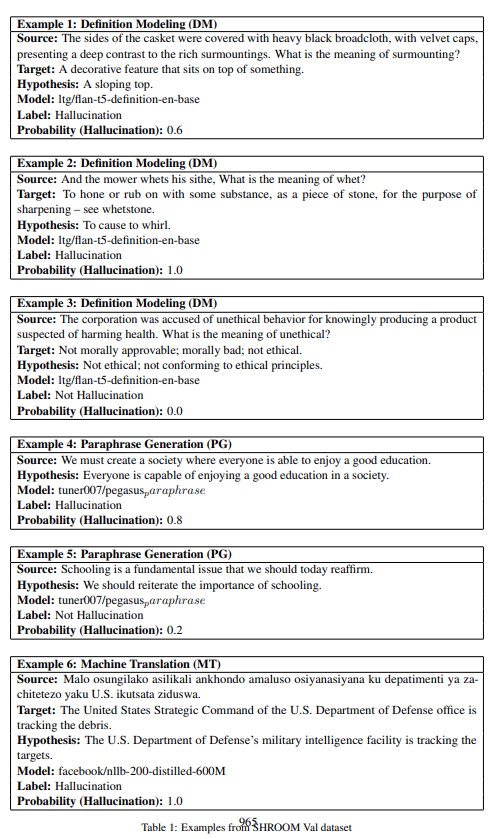 Example 1: Definition Modeling (DM)
Source: The sides of the casket were covered with heavy black broadcloth, with velvet caps,
presenting a deep contrast to the rich surmountings. What is the meaning of surmounting?
Target: A decorative feature that sits on top of something.
Hypothesis: A sloping top.
Model: ltg/flan-t5-definition-en-base
Label: Hallucination
Probability (Hallucination): 0.6
Example 2: Definition Modeling (DM)
Source: And the mower whets his sithe, What is the meaning of whet?
Target: To hone or rub on with some substance, as a piece of stone, for the purpose of
sharpening – see whetstone.
Hypothesis: To cause to whirl.
Model: ltg/flan-t5-definition-en-base
Label: Hallucination
Probability (Hallucination): 1.0
Example 3: Definition Modeling (DM)
Source: The corporation was accused of unethical behavior for knowingly producing a product
suspected of harming health. What is the meaning of unethical?
Target: Not morally approvable; morally bad; not ethical.
Hypothesis: Not ethical; not conforming to ethical principles.
Model: ltg/flan-t5-definition-en-base
Label: Not Hallucination
Probability (Hallucination): 0.0
Example 4: Paraphrase Generation (PG)
Source: We must create a society where everyone is able to enjoy a good education.
Hypothesis: Everyone is capable of enjoying a good education in a society.
Model: tuner007/pegasus_paraphrase
Label: Hallucination
Probability (Hallucination): 0.8
Example 5: Paraphrase Generation (PG)
Source: Schooling is a fundamental issue that we should today reaffirm.
Hypothesis: We should reiterate the importance of schooling.
Model: tuner007/pegasus_paraphrase
Label: Not Hallucination
Probability (Hallucination): 0.2
Example 6: Machine Translation (MT)
Source: Malo osungilako asilikali ankhondo amaluso osiyanasiyana ku depatimenti ya za-
chitetezo yaku U.S. ikutsata ziduswa.
Target: The United States Strategic Command of the U.S. Department of Defense office is
tracking the debris.
Hypothesis: The U.S. Department of Defense's military intelligence facility is tracking the
targets.
Model: facebook/nllb-200-distilled-600M
Label: Hallucination
Probability (Hallucination): 1.0
965
Table 1: Examples from SHROOM Val dataset